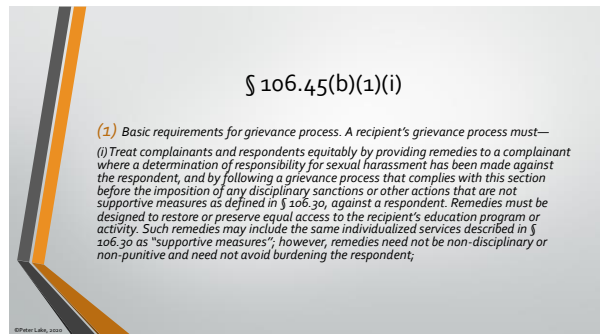 § 106.45(b)(1)(i)
(1) Basic requirements for grievance process. A recipient's grievance process must—
(i)Treat complainants and respondents equitably by providing remedies to a complainant
where a determination of responsibility for sexual harassment has been made against
the respondent, and by following a grievance process that complies with this section
before the imposition of any disciplinary sanctions or other actions that are not
supportive measures as defined in § 106.30, against a respondent. Remedies must be
designed to restore or preserve equal access to the recipient's education program or
activity. Such remedies may include the same individualized services described in §
106.30 as "supportive measures"; however, remedies need not be non-disciplinary or
non-punitive and need not avoid burdening the respondent;
©Peter Lake, 2020